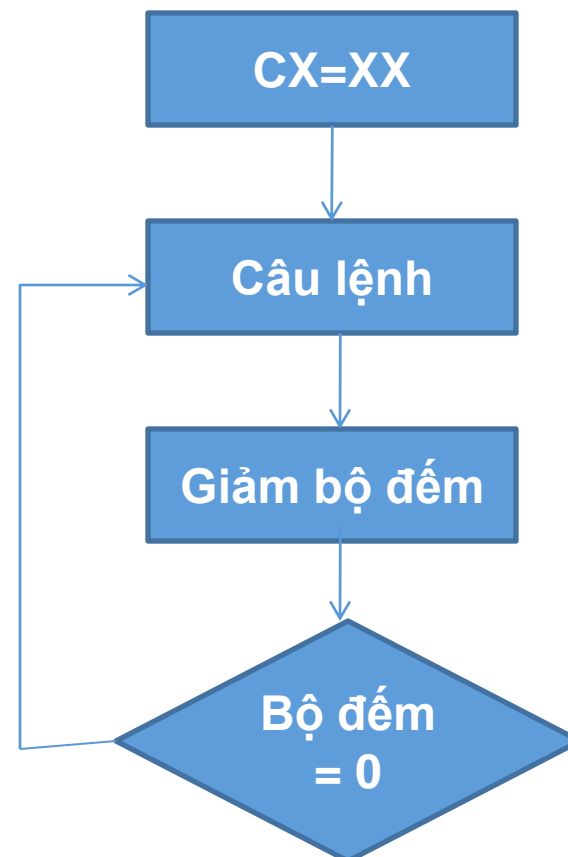 CX=XX
Câu lệnh
Giảm bộ đếm
Bộ đếm
= 0